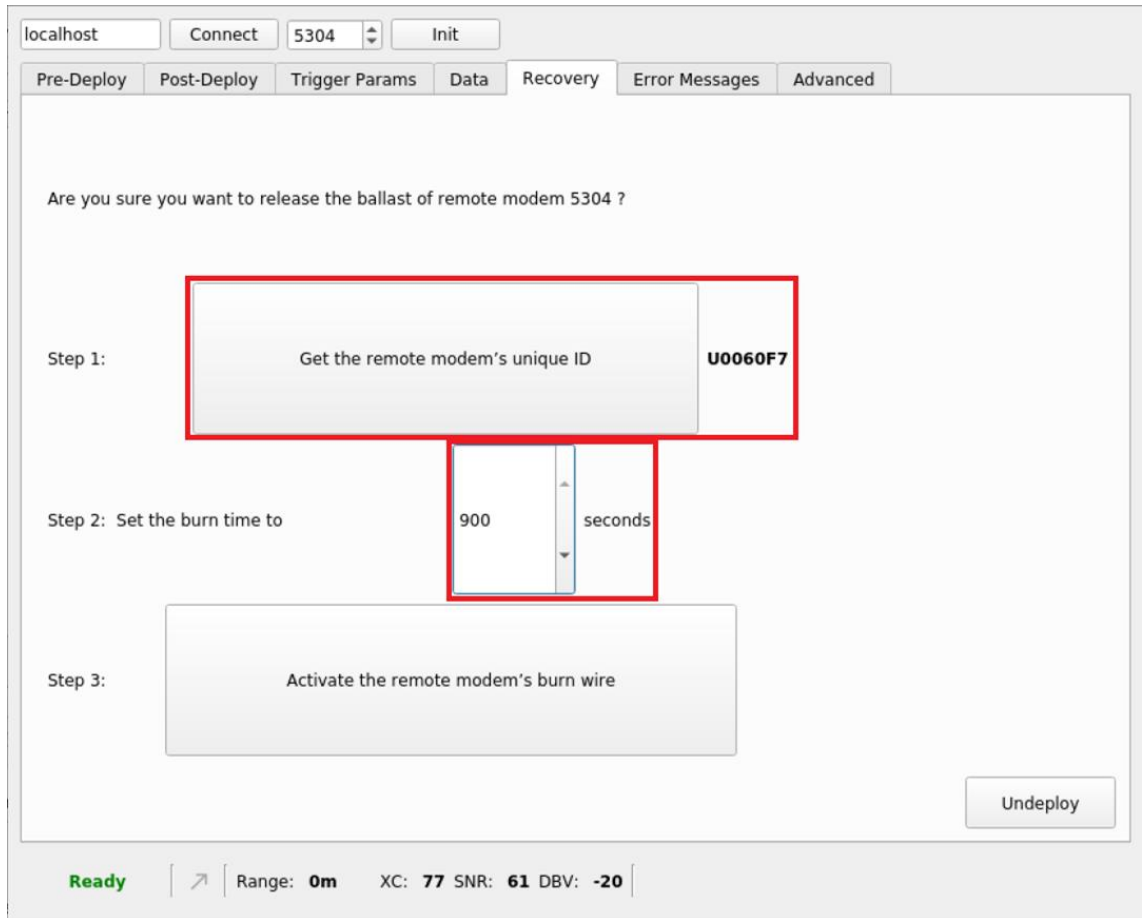 localhost Connect 5304 Init
Pre-Deploy Post-Deploy Trigger Params Data Recovery Error Messages Advanced
Are you sure you want to release the ballast of remote modem 5304 ?
Step 1: Get the remote modem’s unique ID U0060F7
Step 2: Set the burn time to 900 seconds
Step 3: Activate the remote modem’s burn wire
Undeploy
Ready Range: 0m XC: 77 SNR: 61 DBV: -20